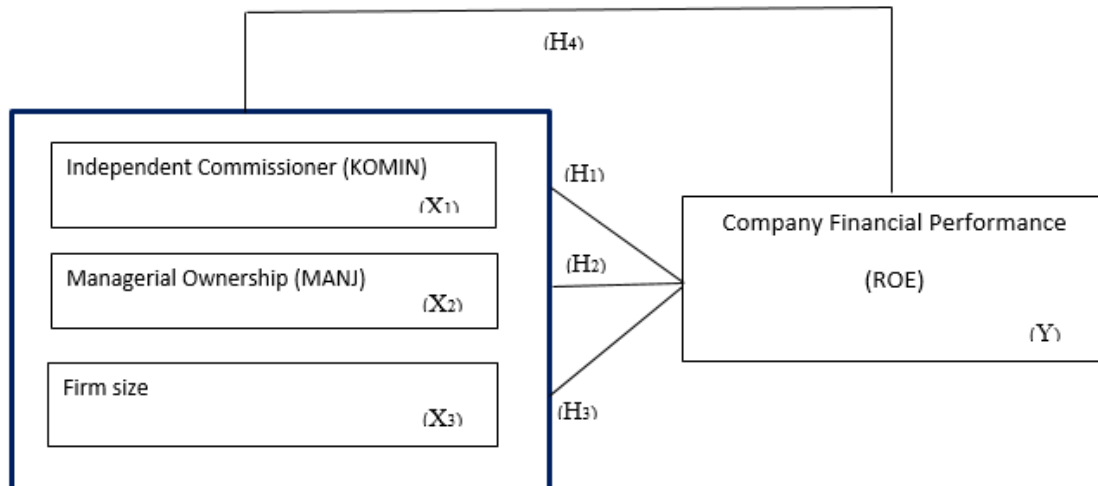 (H4)
Independent Commissioner (KOMIN)
(X1)
(H1)
Company Financial Performance
Managerial Ownership (MANJ)
(X2)
(H2)
(ROE)
(Y)
Firm size
(X3)
(H3)